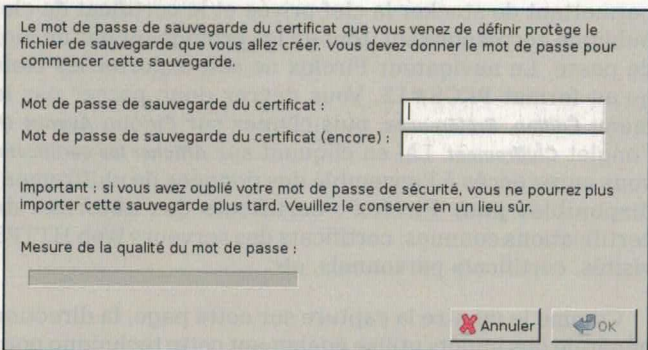 Le mot de passe de sauvegarde du certificat que vous venez de définir protège le
fichier de sauvegarde que vous allez créer. Vous devez donner le mot de passe pour
commencer cette sauvegarde.
Mot de passe de sauvegarde du certificat :
Mot de passe de sauvegarde du certificat (encore) :
Important : si vous avez oublié votre mot de passe de sécurité, vous ne pourrez plus
importer cette sauvegarde plus tard. Veuillez le conserver en un lieu sûr.
Mesure de la qualité du mot de passe
Annuler
OK